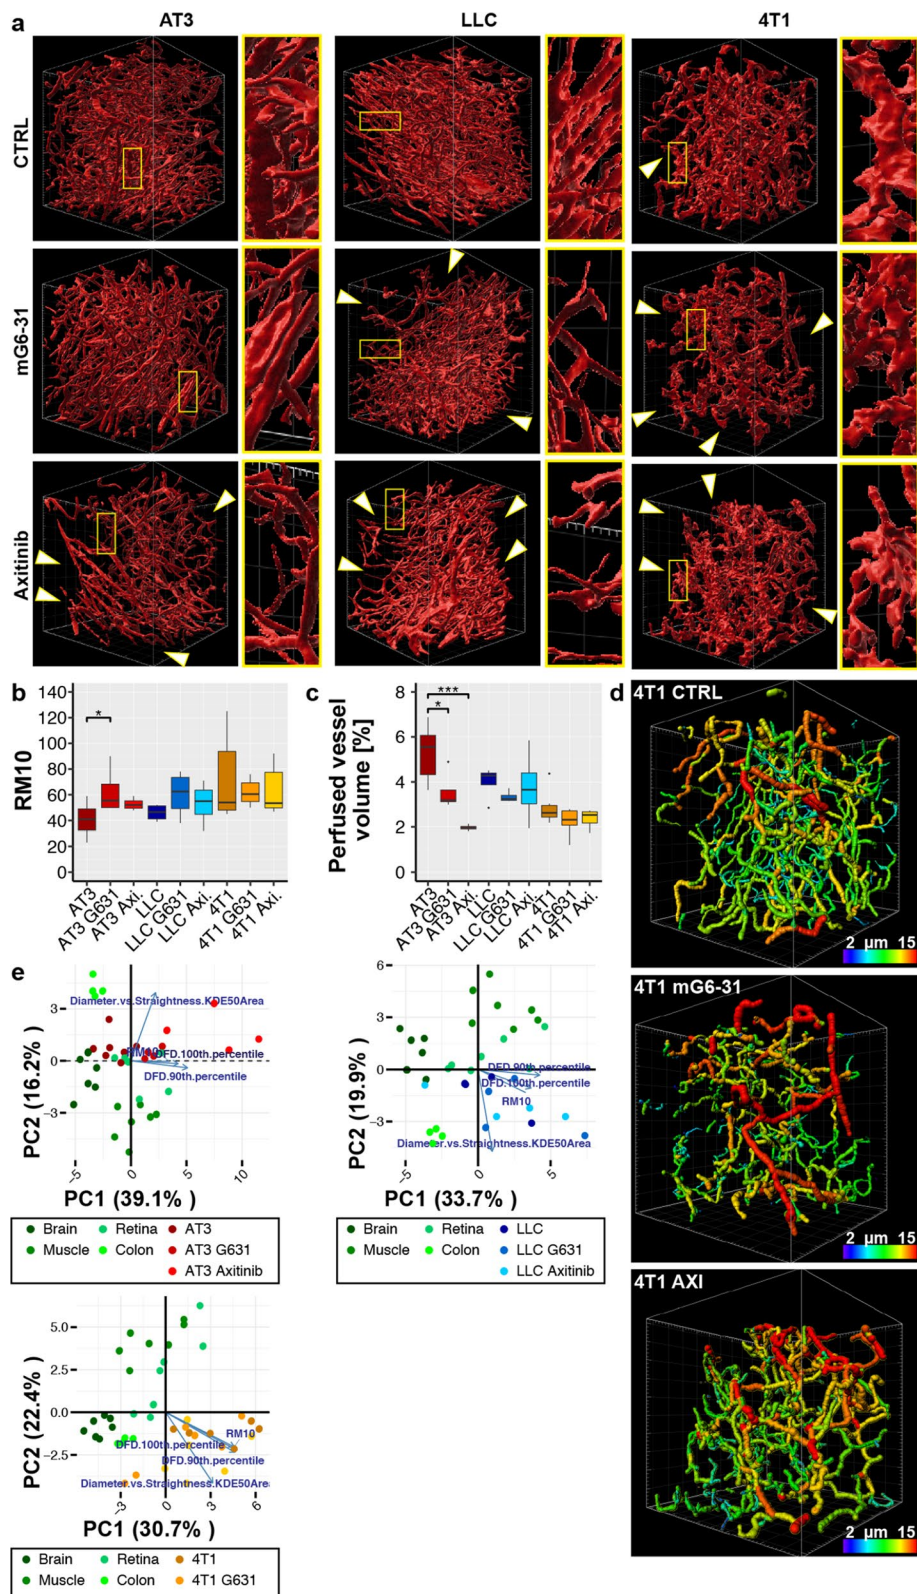 a
AT3
LLC
4T1
CTRL
mG6-31
Axitinib
b
RM10
140
120
100
80
60
40
20
0
AT3
AT3 G631
AT3 Axi.
LLC
LLC G631
LLC Axi.
4T1
4T1 G631
4T1 Axi.
*
c
Perfused vessel
volume [%]
8
6
4
2
0
AT3
AT3 G631
AT3 Axi.
LLC
LLC G631
LLC Axi.
4T1
4T1 G631
4T1 Axi.
***
*
d
4T1 CTRL
2 µm 15
4T1 mG6-31
2 µm 15
4T1 AXI
2 µm 15
e
PC2 (16.2% )
3
0
-3
Diameter.vs.Straightness.KDE50Area
RM10
DFD.100th.percentile
DFD.90th.percentile
-5
0
5
10
PC1 (39.1% )
Brain Retina AT3
Muscle Colon AT3 G631
AT3 Axitinib
PC2 (19.9% )
6
3
0
-3
DFD.90th.percentile
DFD.100th.percentile
RM10
Diameter.vs.Straightness.KDE50Area
-5
0
5
PC1 (33.7% )
Brain Retina LLC
Muscle Colon LLC G631
LLC Axitinib
PC2 (22.4% )
5.0
2.5
0.0
-2.5
RM10
DFD.100th.percentile
DFD.90th.percentile
Diameter.vs.Straightness.KDE50Area
-3
0
3
6
PC1 (30.7% )
Brain Retina 4T1
Muscle Colon 4T1 G631